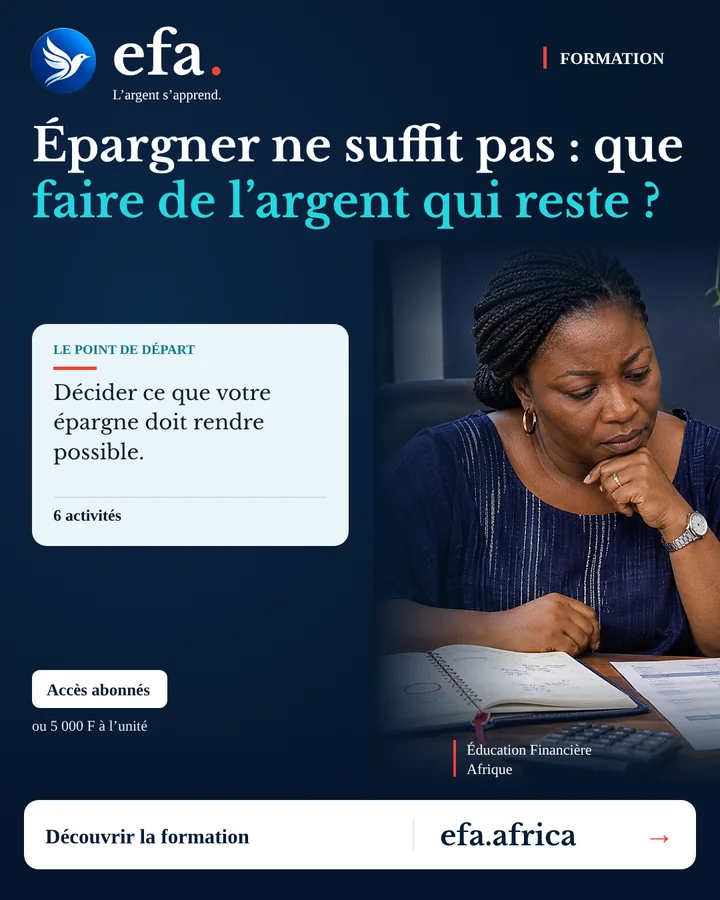 efa.
L’argent s’apprend.
FORMATION
Épargner ne suffit pas : que
faire de l’argent qui reste ?
LE POINT DE DÉPART
Décider ce que votre
épargne doit rendre
possible.
6 activités
Accès abonnés
ou 5 000 F à l’unité
Éducation Financière
Afrique
Découvrir la formation
efa.africa →